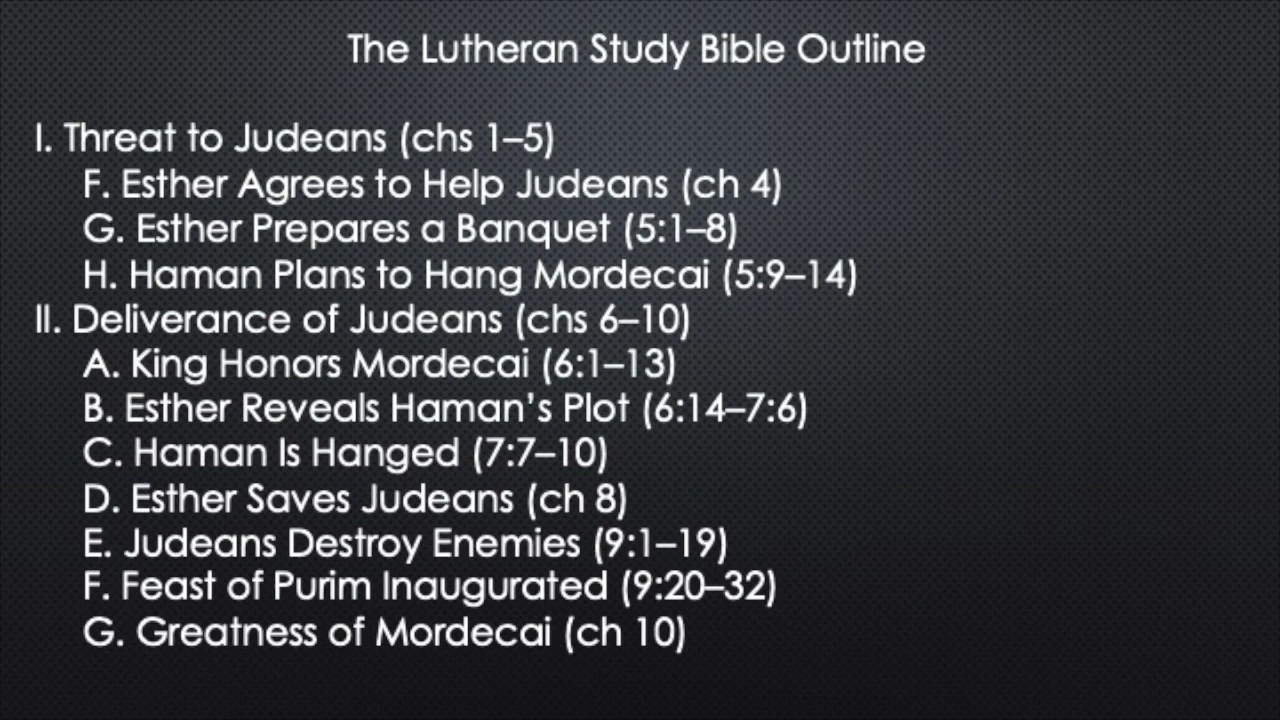 The Lutheran Study Bible Outline
I. Threat to Judeans (chs 1–5)
F. Esther Agrees to Help Judeans (ch 4)
G. Esther Prepares a Banquet (5:1–8)
H. Haman Plans to Hang Mordecai (5:9–14)
II. Deliverance of Judeans (chs 6–10)
A. King Honors Mordecai (6:1–13)
B. Esther Reveals Haman's Plot (6:14–7:6)
C. Haman Is Hanged (7:7–10)
D. Esther Saves Judeans (ch 8)
E. Judeans Destroy Enemies (9:1–19)
F. Feast of Purim Inaugurated (9:20–32)
G. Greatness of Mordecai (ch 10)